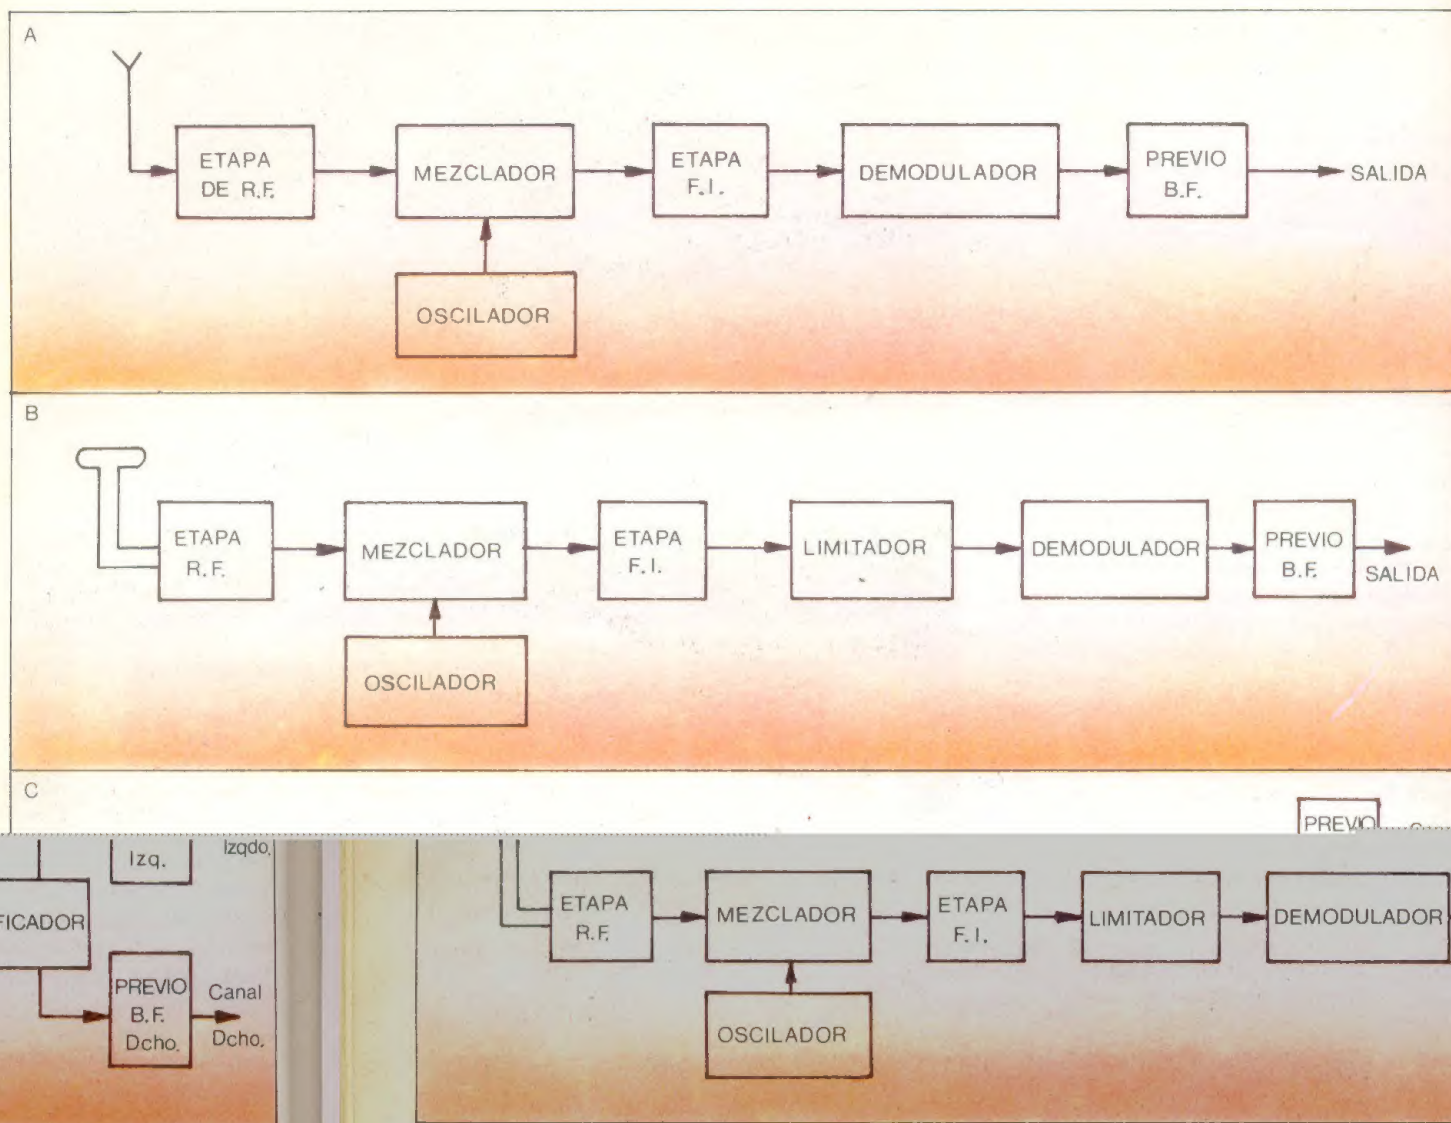 A
ETAPA
DE R.F.
MEZCLADOR
ETAPA
F.I.
DEMODULADOR
PREVIO
B.F.
SALIDA
OSCILADOR
B
ETAPA
R.F.
MEZCLADOR
ETAPA
F.I.
LIMITADOR
DEMODULADOR
PREVIO
B.F.
SALIDA
OSCILADOR
C
PREVIO
Izq.
Izqdo.
FICADOR
PREVIO
B.F.
Dcho.
Canal
Dcho.
ETAPA
R.F.
MEZCLADOR
ETAPA
F.I.
LIMITADOR
DEMODULADOR
OSCILADOR